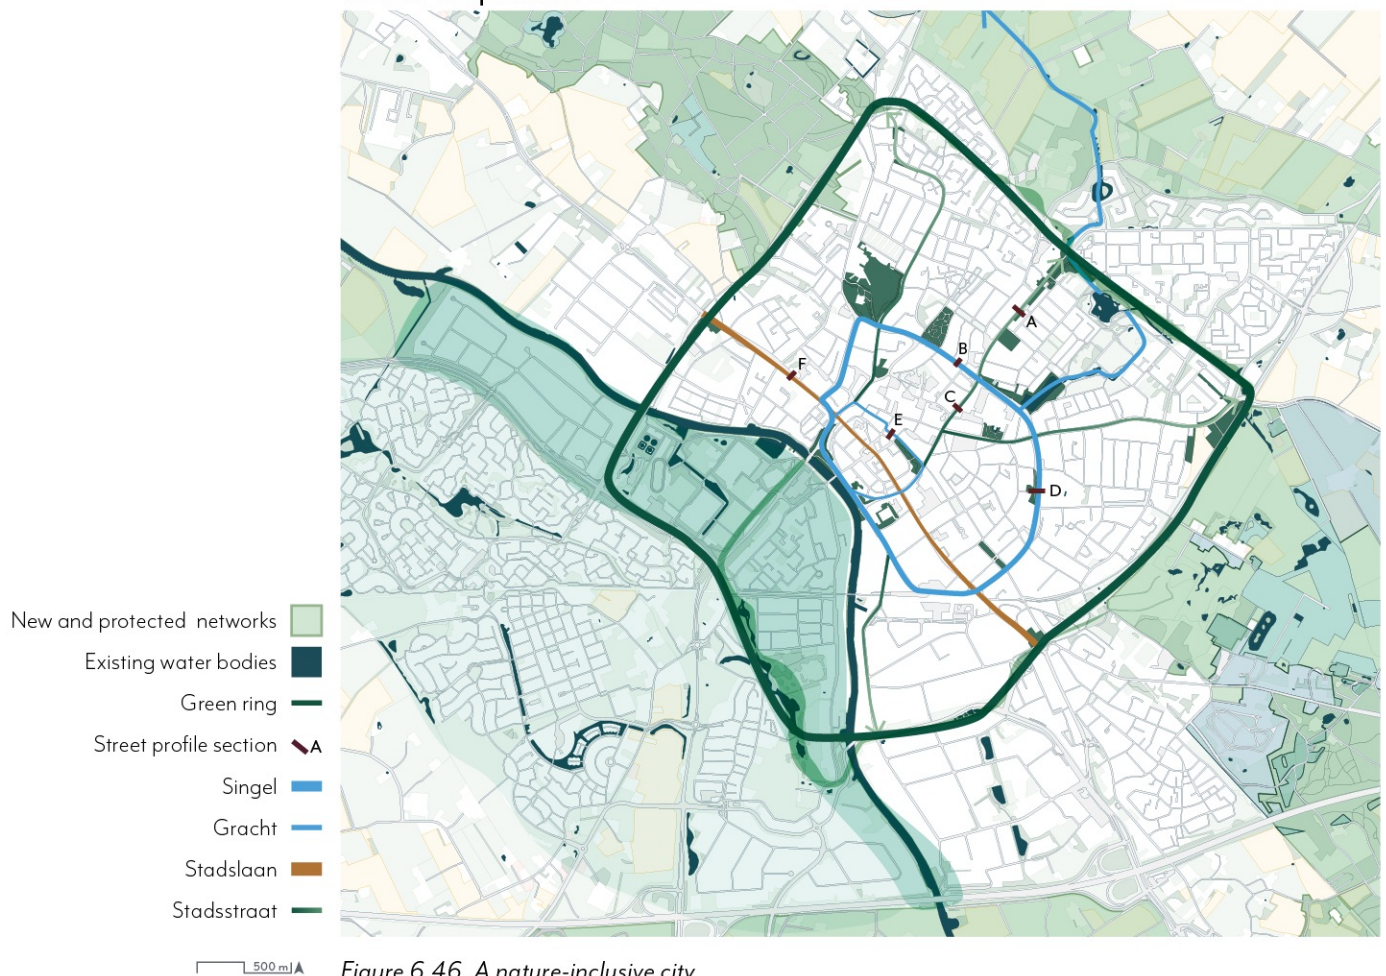 A
B
F
C
E
D
New and protected networks
Existing water bodies
Green ring
Street profile section A
Singel
Gracht
Stadslaan
Stadsstraat
500 m
Figure 6.46. A nature-inclusive city